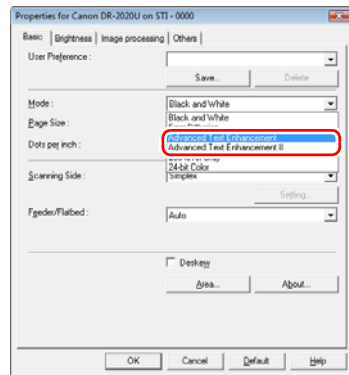 Properties for Canon DR-2020U on STI - 0000
Basic Brightness Image processing Others
User Preference :
Save... Delete
Mode : Black and White
Black and White
Page Size :
Advanced Text Enhancement
Dots per inch : Advanced Text Enhancement II
24-bit Color
Scanning Side : Simplex
Setting...
Feeder/Flatbed : Auto
Deskew
Area... About...
OK Cancel Default Help